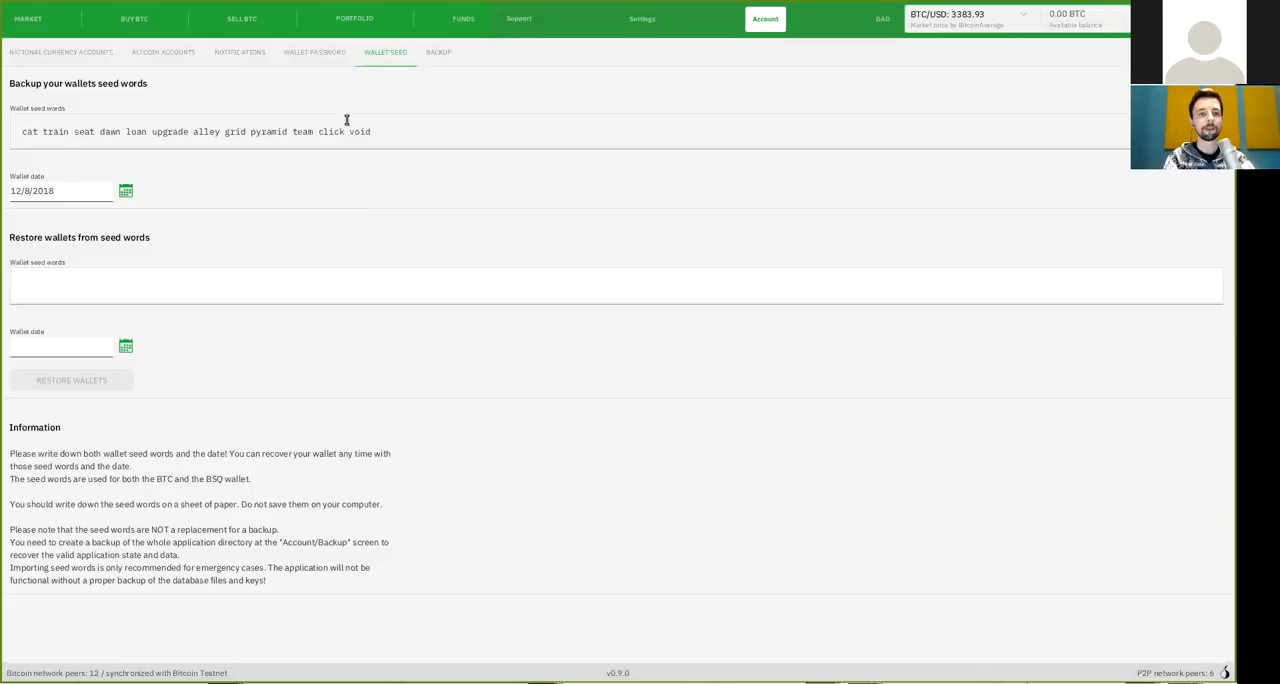 MARKET BUY BTC SELL BTC PORTFOLIO FUNDS Support Settings Account DAO BTC/USD: 3383.93 0.00 BTC
Market price by BitcoinAverage Available balance
NATIONAL CURRENCY ACCOUNTS ALTCOIN ACCOUNTS NOTIFICATIONS WALLET PASSWORD WALLET SEED BACKUP
Backup your wallets seed words
Wallet seed words
cat train seat dawn loan upgrade alley grid pyramid team click void
Wallet date
12/8/2018
Restore wallets from seed words
Wallet seed words
Wallet date
RESTORE WALLETS
Information
Please write down both wallet seed words and the date! You can recover your wallet any time with
those seed words and the date.
The seed words are used for both the BTC and the BSQ wallet.
You should write down the seed words on a sheet of paper. Do not save them on your computer.
Please note that the seed words are NOT a replacement for a backup.
You need to create a backup of the whole application directory at the "Account/Backup" screen to
recover the valid application state and data.
Importing seed words is only recommended for emergency cases. The application will not be
functional without a proper backup of the database files and keys!
Bitcoin network peers: 12 / synchronized with Bitcoin Testnet v0.9.0 P2P network peers: 6